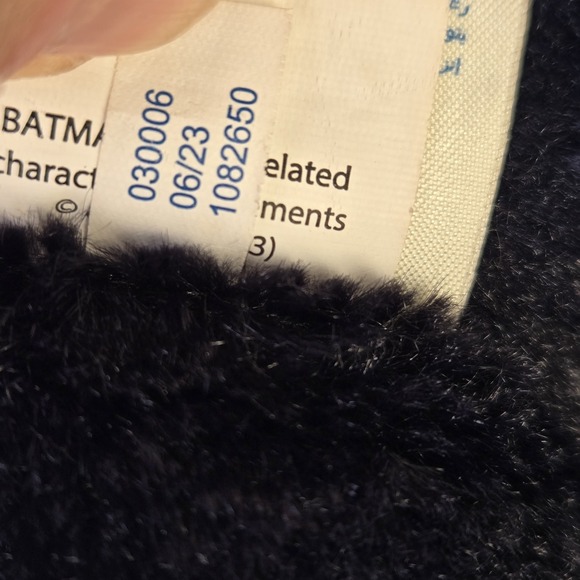 BATMA
charact
©
030006
06/23
1082650
elated
ments
3)